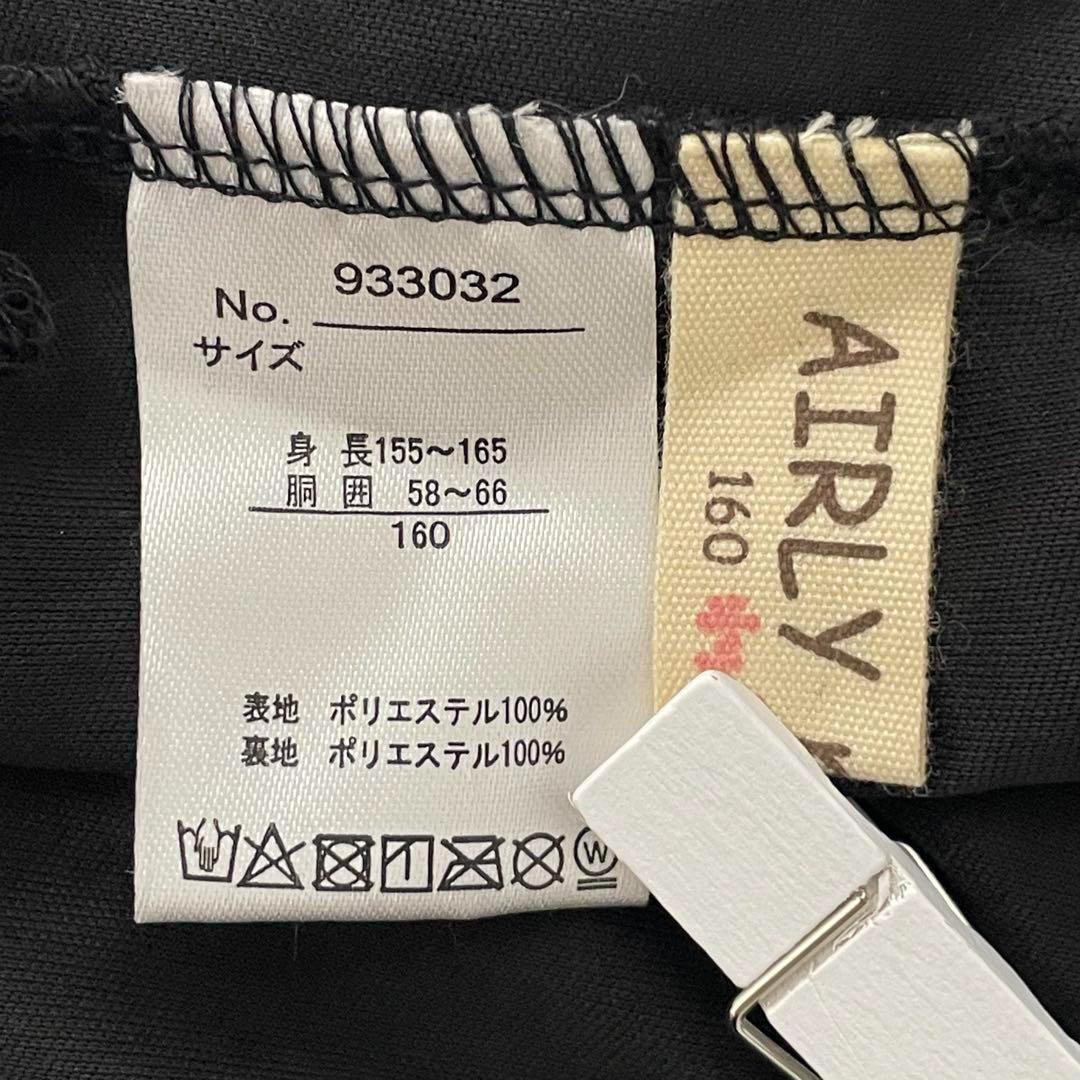 933032
No.
サイズ
身 長155〜165
胴 囲 58〜66
160
表地 ポリエステル100%
裏地 ポリエステル100%
W
AIRLY
160